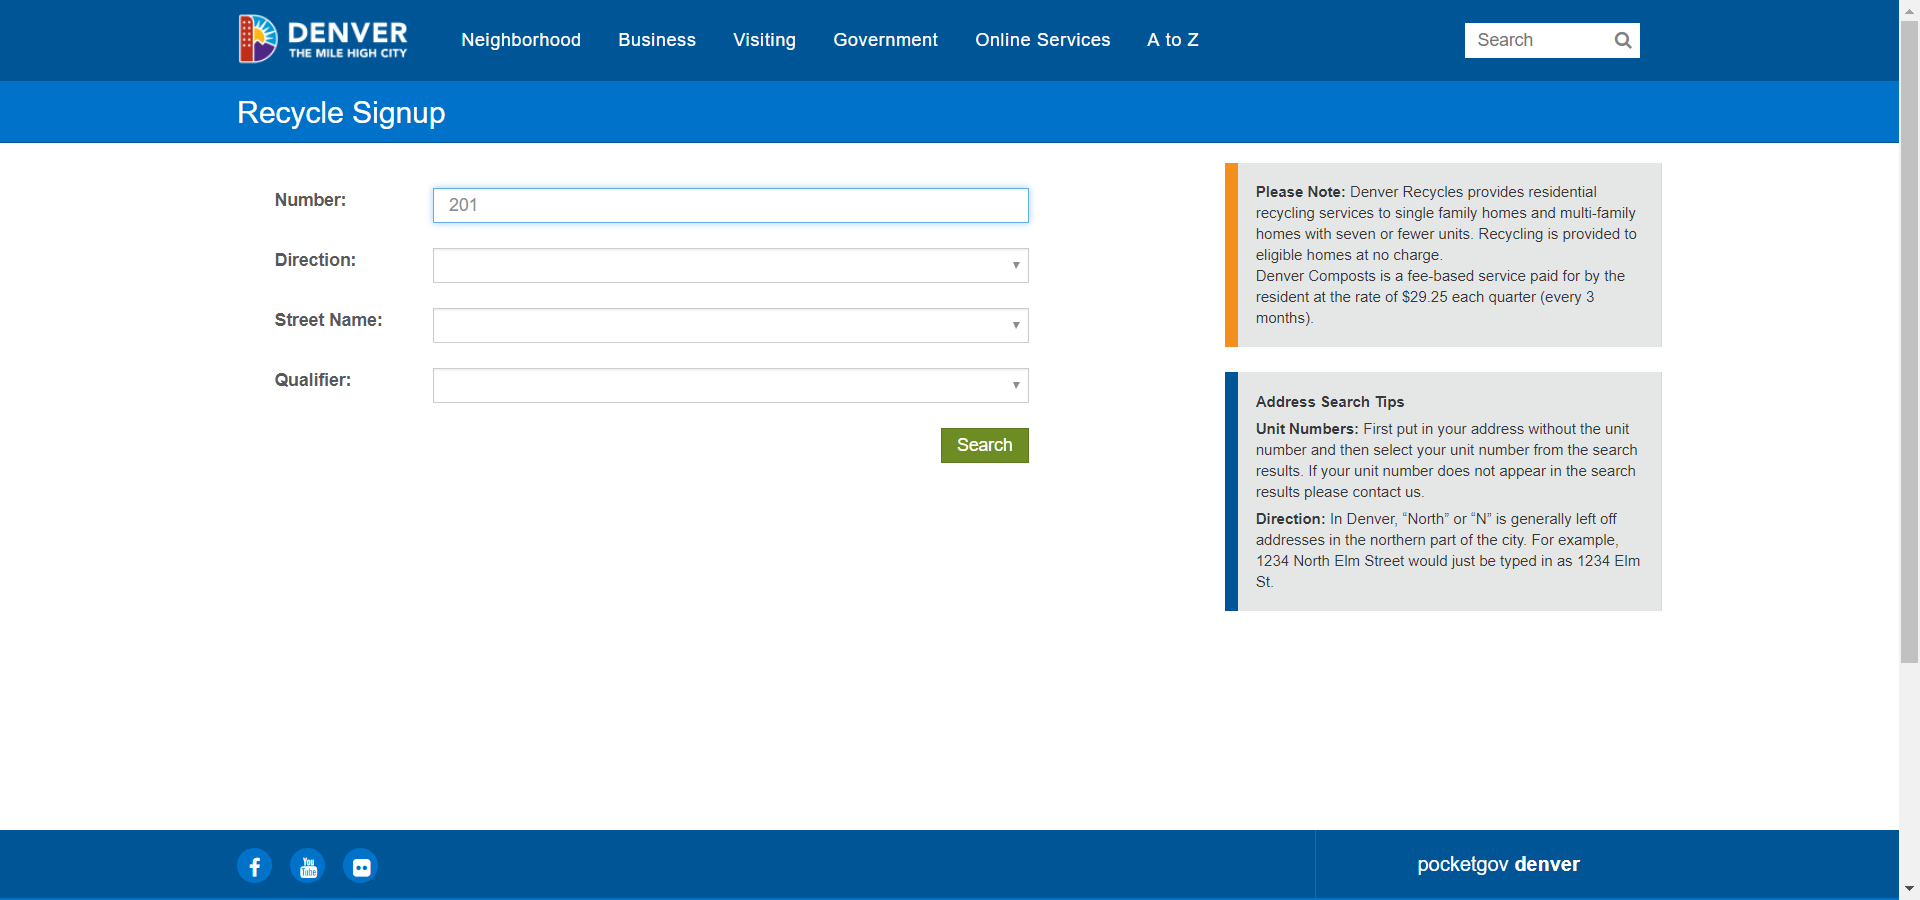 DENVER
THE MILE HIGH CITY
Neighborhood
Business
Visiting
Government
Online Services
A to Z
Search
Recycle Signup
Number:
201
Direction:
Street Name:
Qualifier:
Search
Please Note: Denver Recycles provides residential
recycling services to single family homes and multi-family
homes with seven or fewer units. Recycling is provided to
eligible homes at no charge.
Denver Composts is a fee-based service paid for by the
resident at the rate of $29.25 each quarter (every 3
months).
Address Search Tips
Unit Numbers: First put in your address without the unit
number and then select your unit number from the search
results. If your unit number does not appear in the search
results please contact us.
Direction: In Denver, “North” or “N” is generally left off
addresses in the northern part of the city. For example,
1234 North Elm Street would just be typed in as 1234 Elm
St.
You
Tube
pocketgov denver